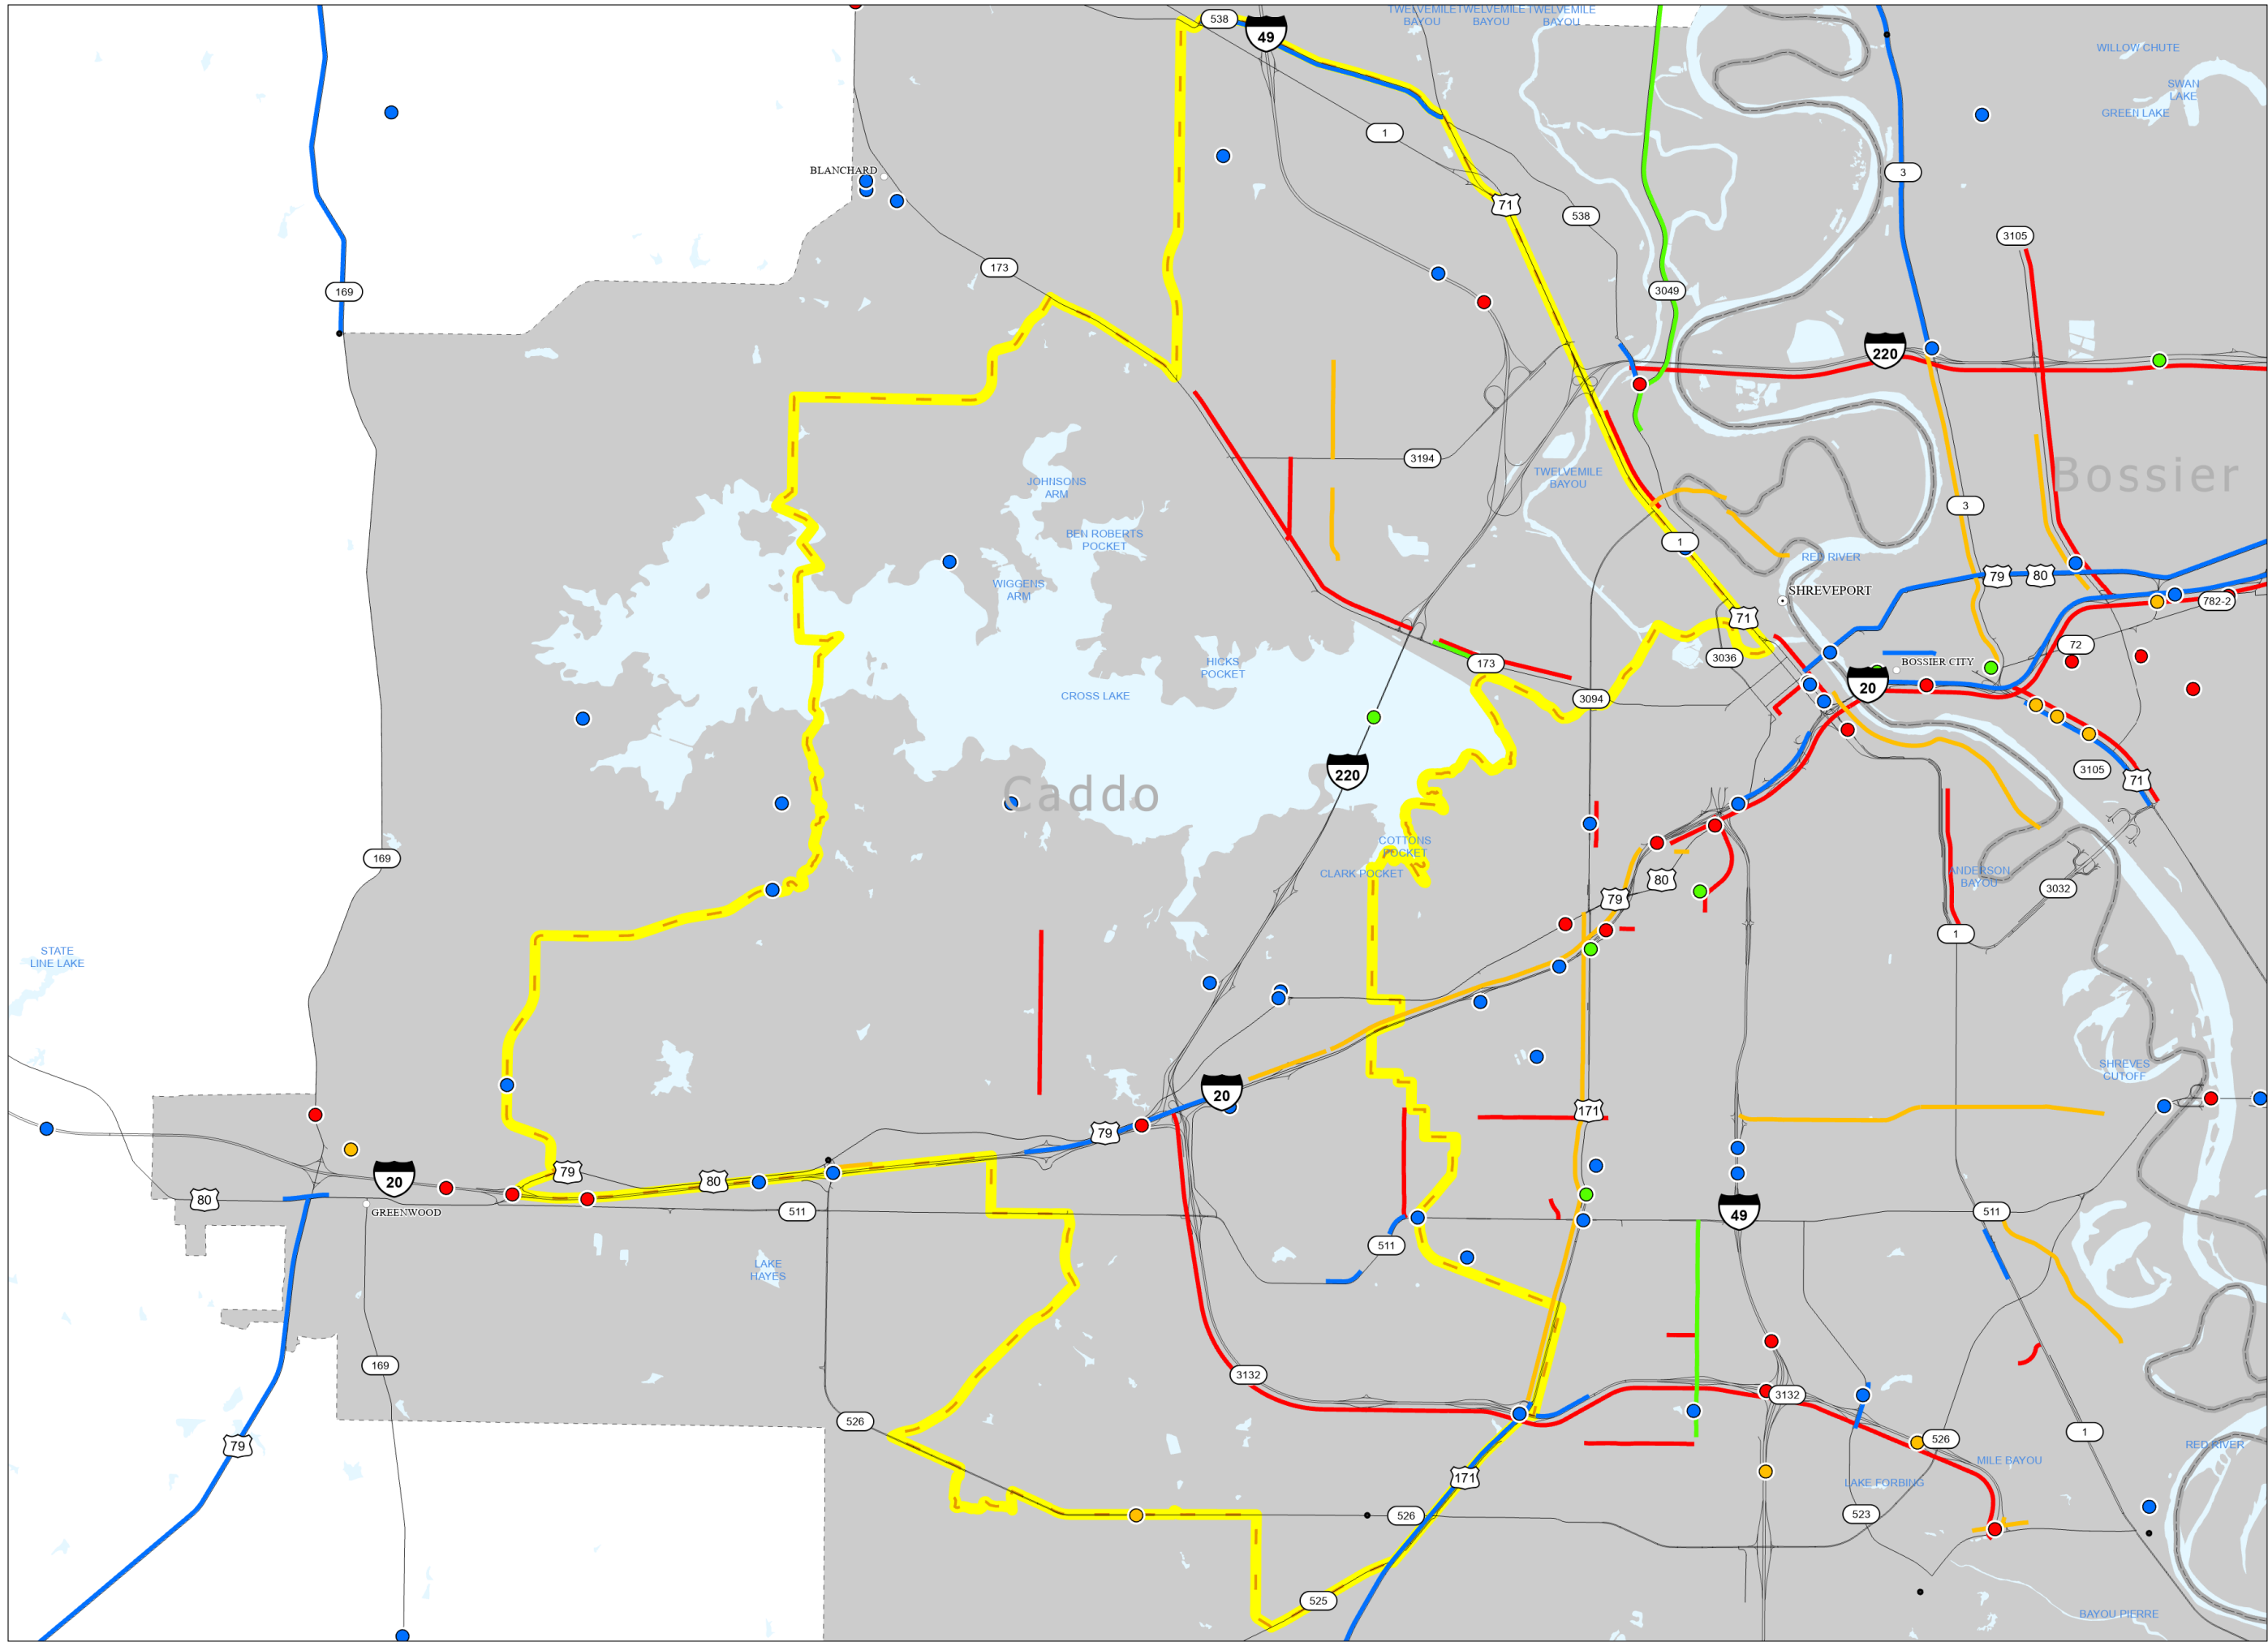 538
49
TWELVEMILE
BAYOU
TWELVEMILE
BAYOU
TWELVEMILE
BAYOU
WILLOW CHUTE
SWAN
LAKE
GREEN LAKE
1
BLANCHARD
3
71
538
3105
173
169
3049
220
3194
TWELVEMILE
BAYOU
Bossier
JOHNSONS
ARM
3
BEN ROBERTS
POCKET
1
RED RIVER
WIGGENS
ARM
79
80
SHREVEPORT
782-2
71
72
3036
HICKS
POCKET
173
BOSSIER CITY
20
CROSS LAKE
3094
220
3105
71
Caddo
COTTONS
POCKET
169
CLARK POCKET
80
79
ANDERSON
BAYOU
3032
1
STATE
LINE LAKE
SHREVES
CUTOFF
20
171
79
20
79
80
80
GREENWOOD
511
49
511
511
LAKE
HAYES
169
3132
3132
526
79
526
1
RED RIVER
MILE BAYOU
171
LAKE FORBING
526
523
525
BAYOU PIERRE